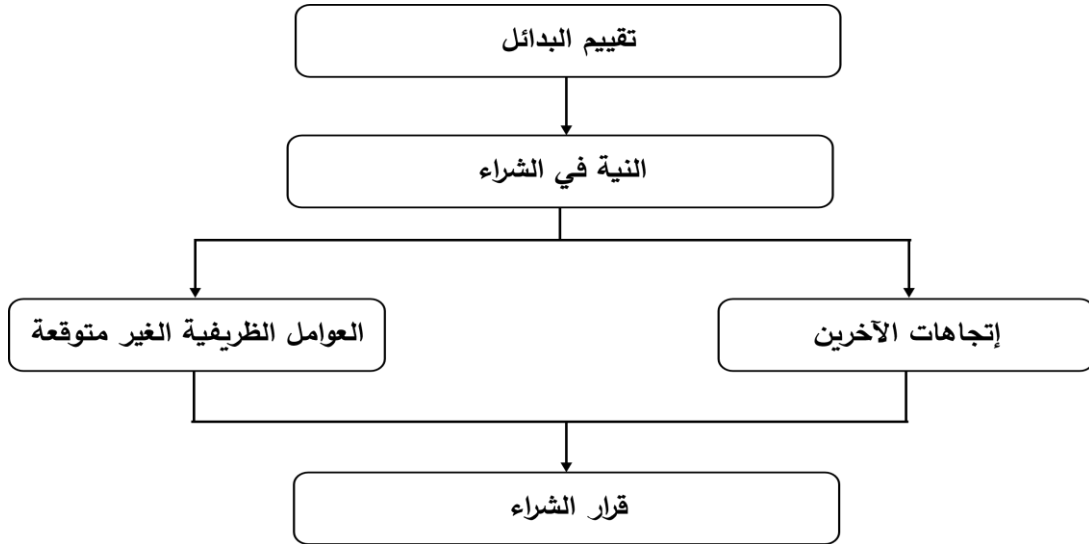 تقييم البدائل
النية في الشراء
إتجاهات الآخرين
العوامل الظريفية الغير متوقعة
قرار الشراء